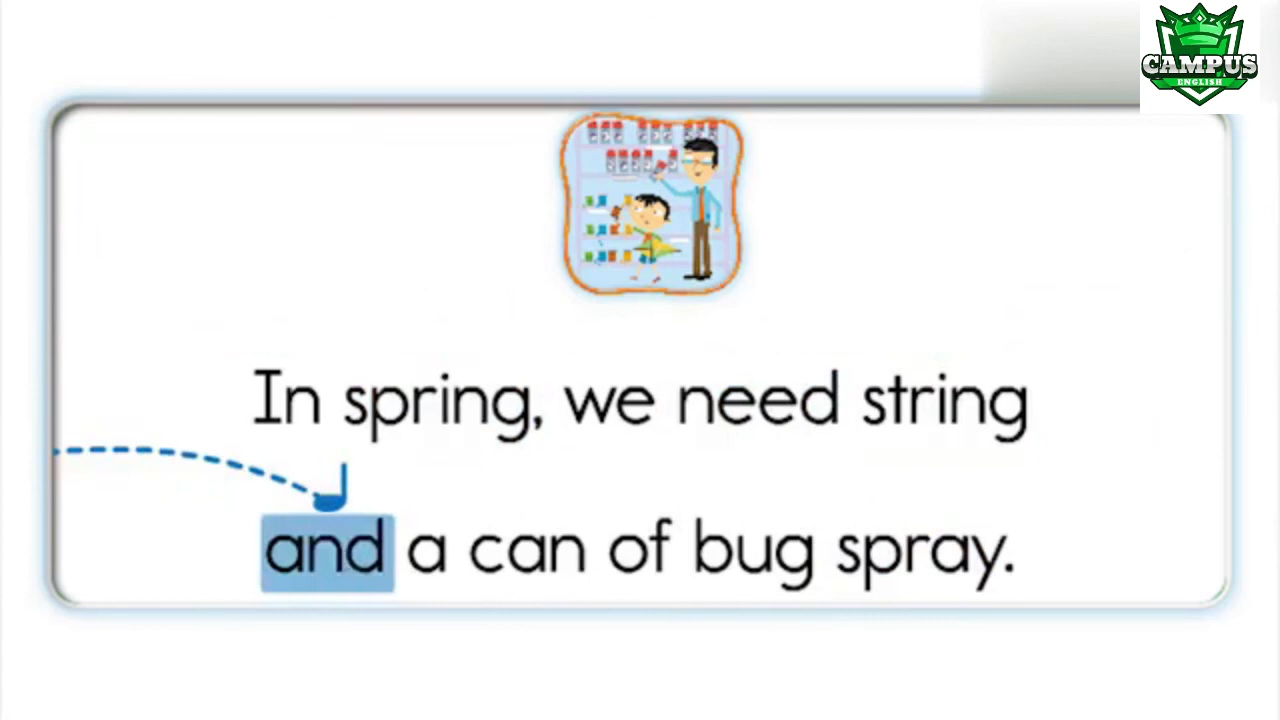 CAMPUS
ENGLISH
In spring, we need string
and a can of bug spray.